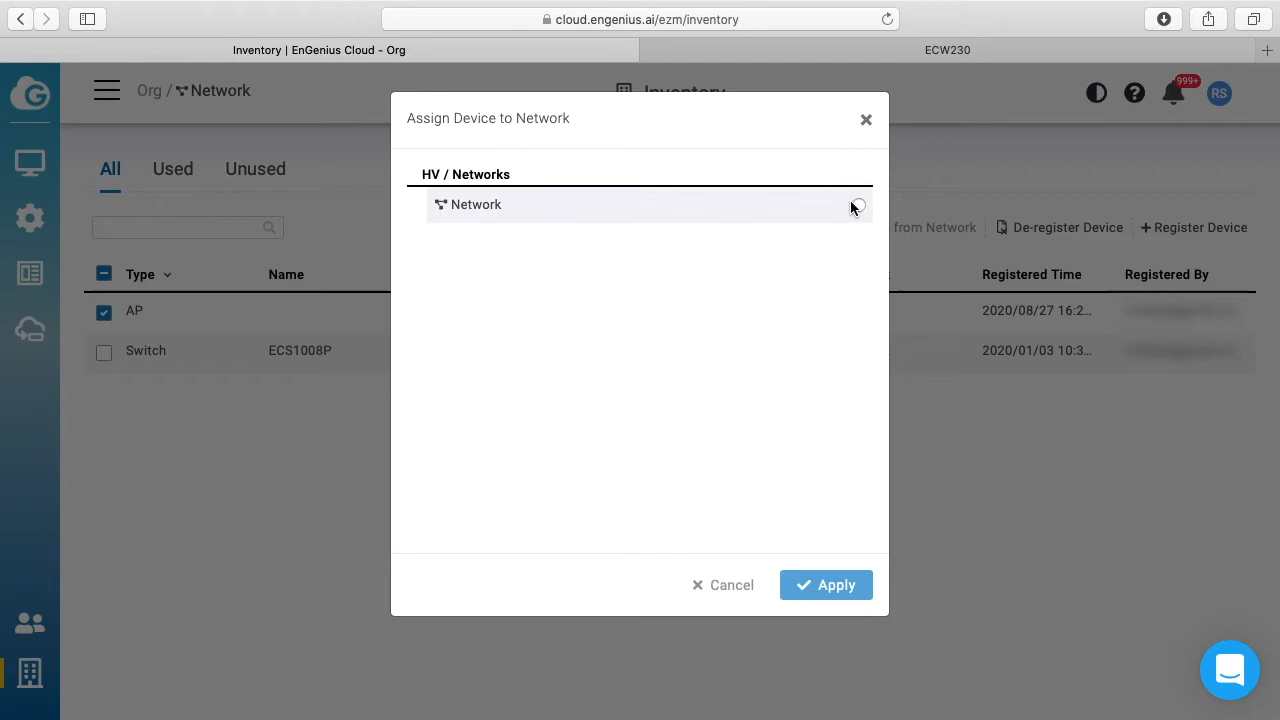 cloud.engenius.ai/ezm/inventory
Inventory | EnGenius Cloud - Org
ECW230
Org / Network
Inventory
999+
RS
Assign Device to Network
All
Used
Unused
HV / Networks
Network
from Network
De-register Device
Register Device
Type
Name
Registered Time
Registered By
AP
2020/08/27 16:2...
Switch
ECS1008P
2020/01/03 10:3...
Cancel
Apply